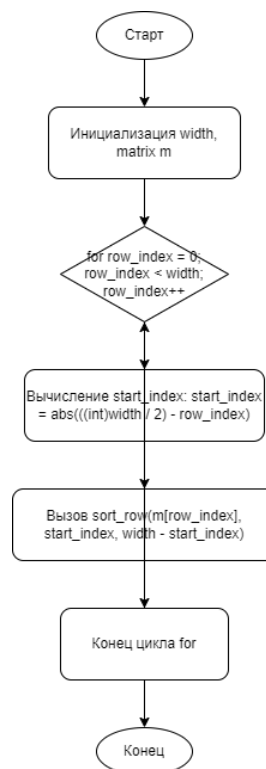 Старт
Инициализация width,
matrix m
for row_index = 0;
row_index < width;
row_index++
Вычисление start_index: start_index
= abs(((int)width / 2) - row_index)
Вызов sort_row(m[row_index],
start_index, width - start_index)
Конец цикла for
Конец